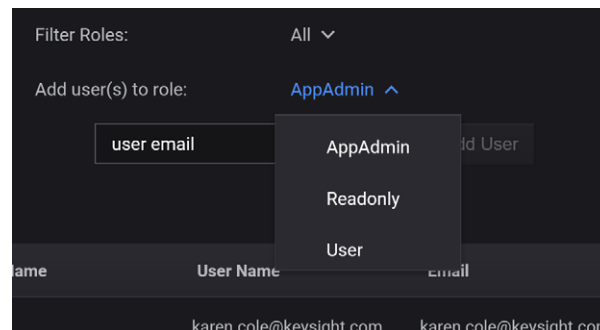 Filter Roles: All
Add user(s) to role: AppAdmin
user email
AppAdmin
dd User
Readonly
User
ame User Name Email
karen.cole@keysight.com karen.cole@keysight.com